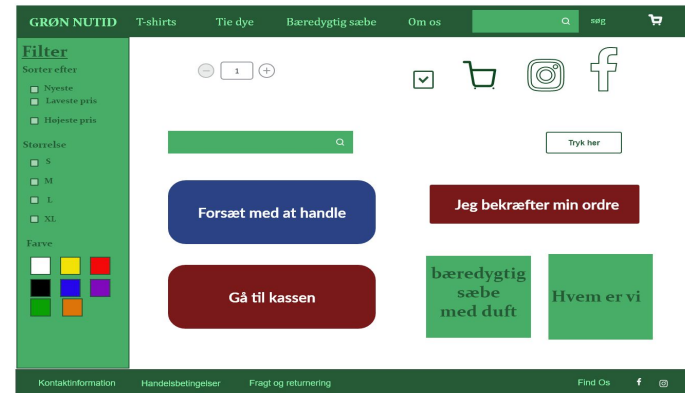 GRØN NUTID T-shirts Tie dye Bæredygtig sæbe Om os søg
Filter
Sorter efter
Nyeste
Laveste pris
Højeste pris
Størrelse
S
M
L
XL
Farve
1
Tryk her
Forsæt med at handle
Jeg bekræfter min ordre
Gå til kassen
bæredygtig
sæbe
med duft
Hvem er vi
Kontaktinformation Handelsbetingelser Fragt og returnering Find Os